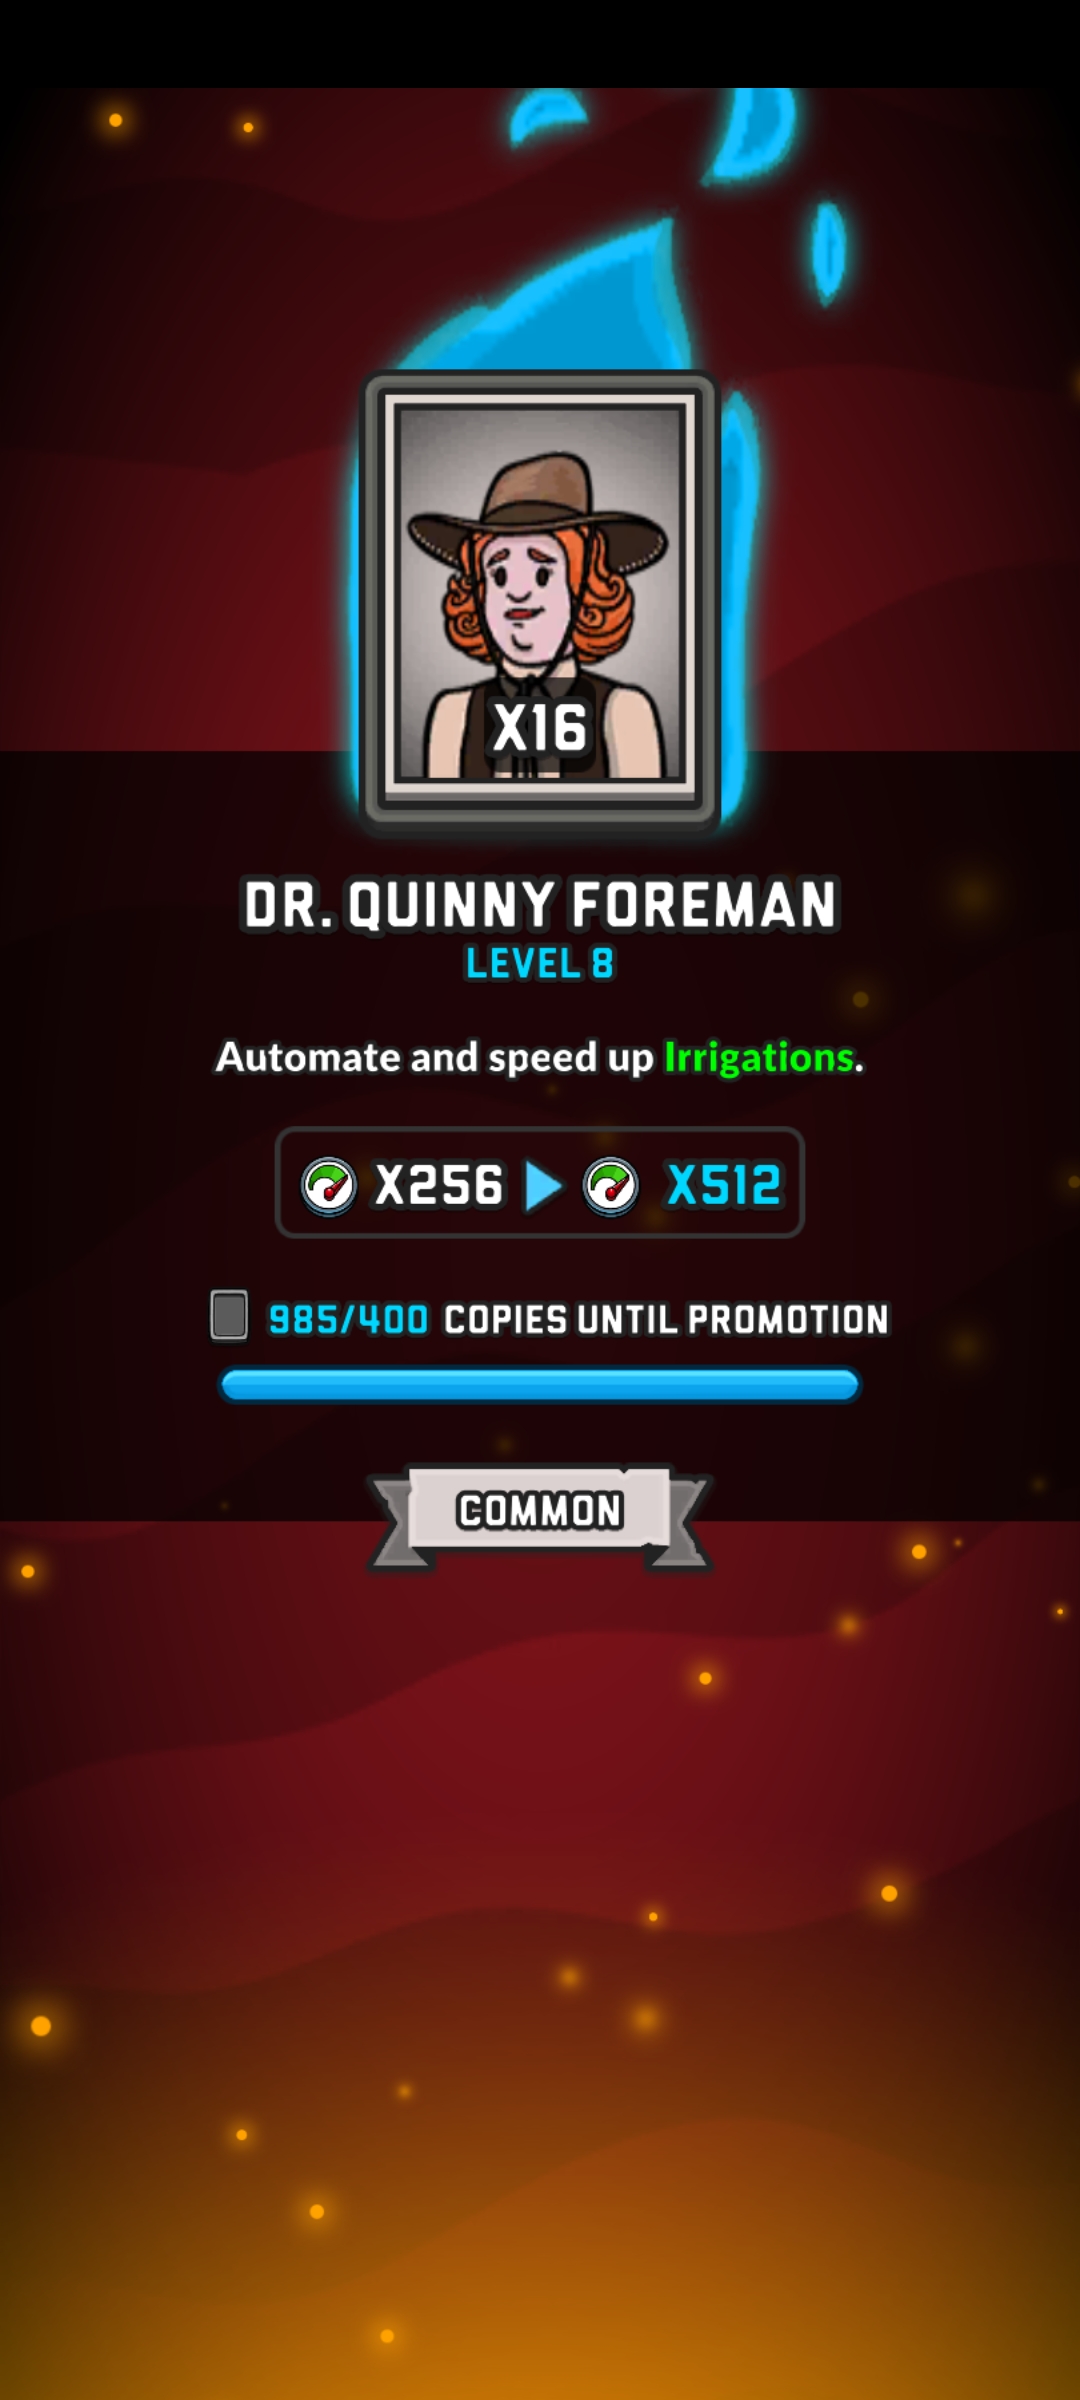 X16
DR. QUINNY FOREMAN
LEVEL 8
Automate and speed up Irrigations.
X256 X512
985/400 COPIES UNTIL PROMOTION
COMMON